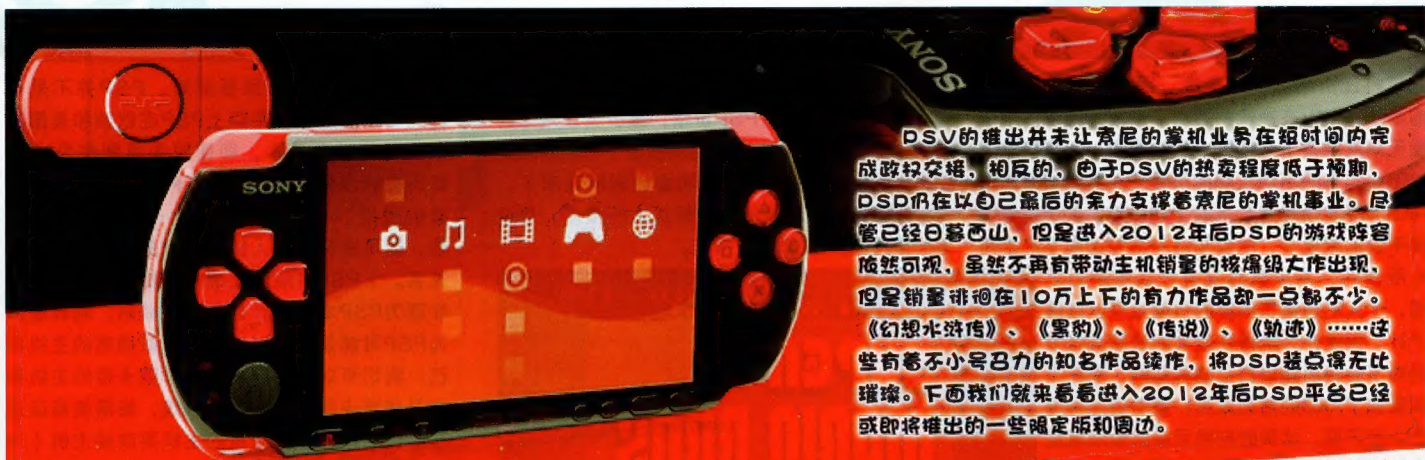 SONY
SONY
PSP
PSV的推出并未让索尼的掌机业务在短时间内完
成政权交接，相反的，由于PSV的热卖程度低于预期，
PSP仍在以自己最后的余力支撑着索尼的掌机事业。尽
管已经日暮西山，但是进入2012年后PSP的游戏阵容
依然可观，虽然不再有带动主机销量的核爆级大作出现，
但是销量徘徊在10万上下的有力作品却一点都不少。
《幻想水浒传》、《黑豹》、《传说》、《轨迹》……这
些有着不小号召力的知名作品续作，将PSP装点得无比
璀璨。下面我们就来看看进入2012年后PSP平台已经
或即将推出的一些限定版和周边。